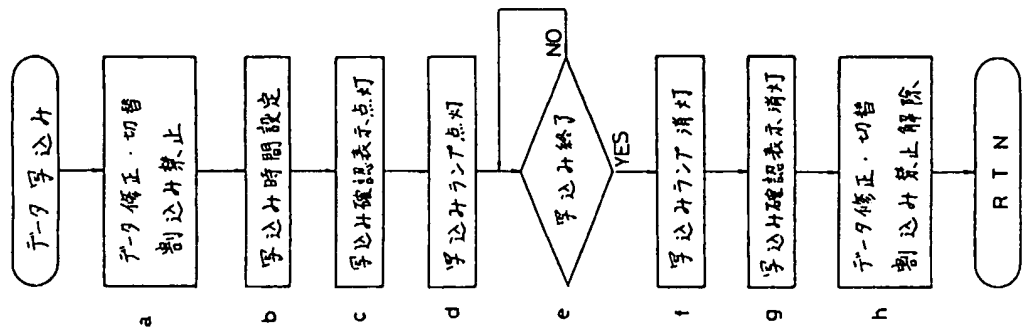 データ写込み
a
データ修正・切替
割込み禁止
b
写込み時間設定
c
写込み確認表示点灯
d
写込みランプ点灯
e
写込み終了
NO
YES
f
写込みランプ消灯
g
写込み確認表示消灯
h
データ修正・切替
割込み禁止解除
RTN